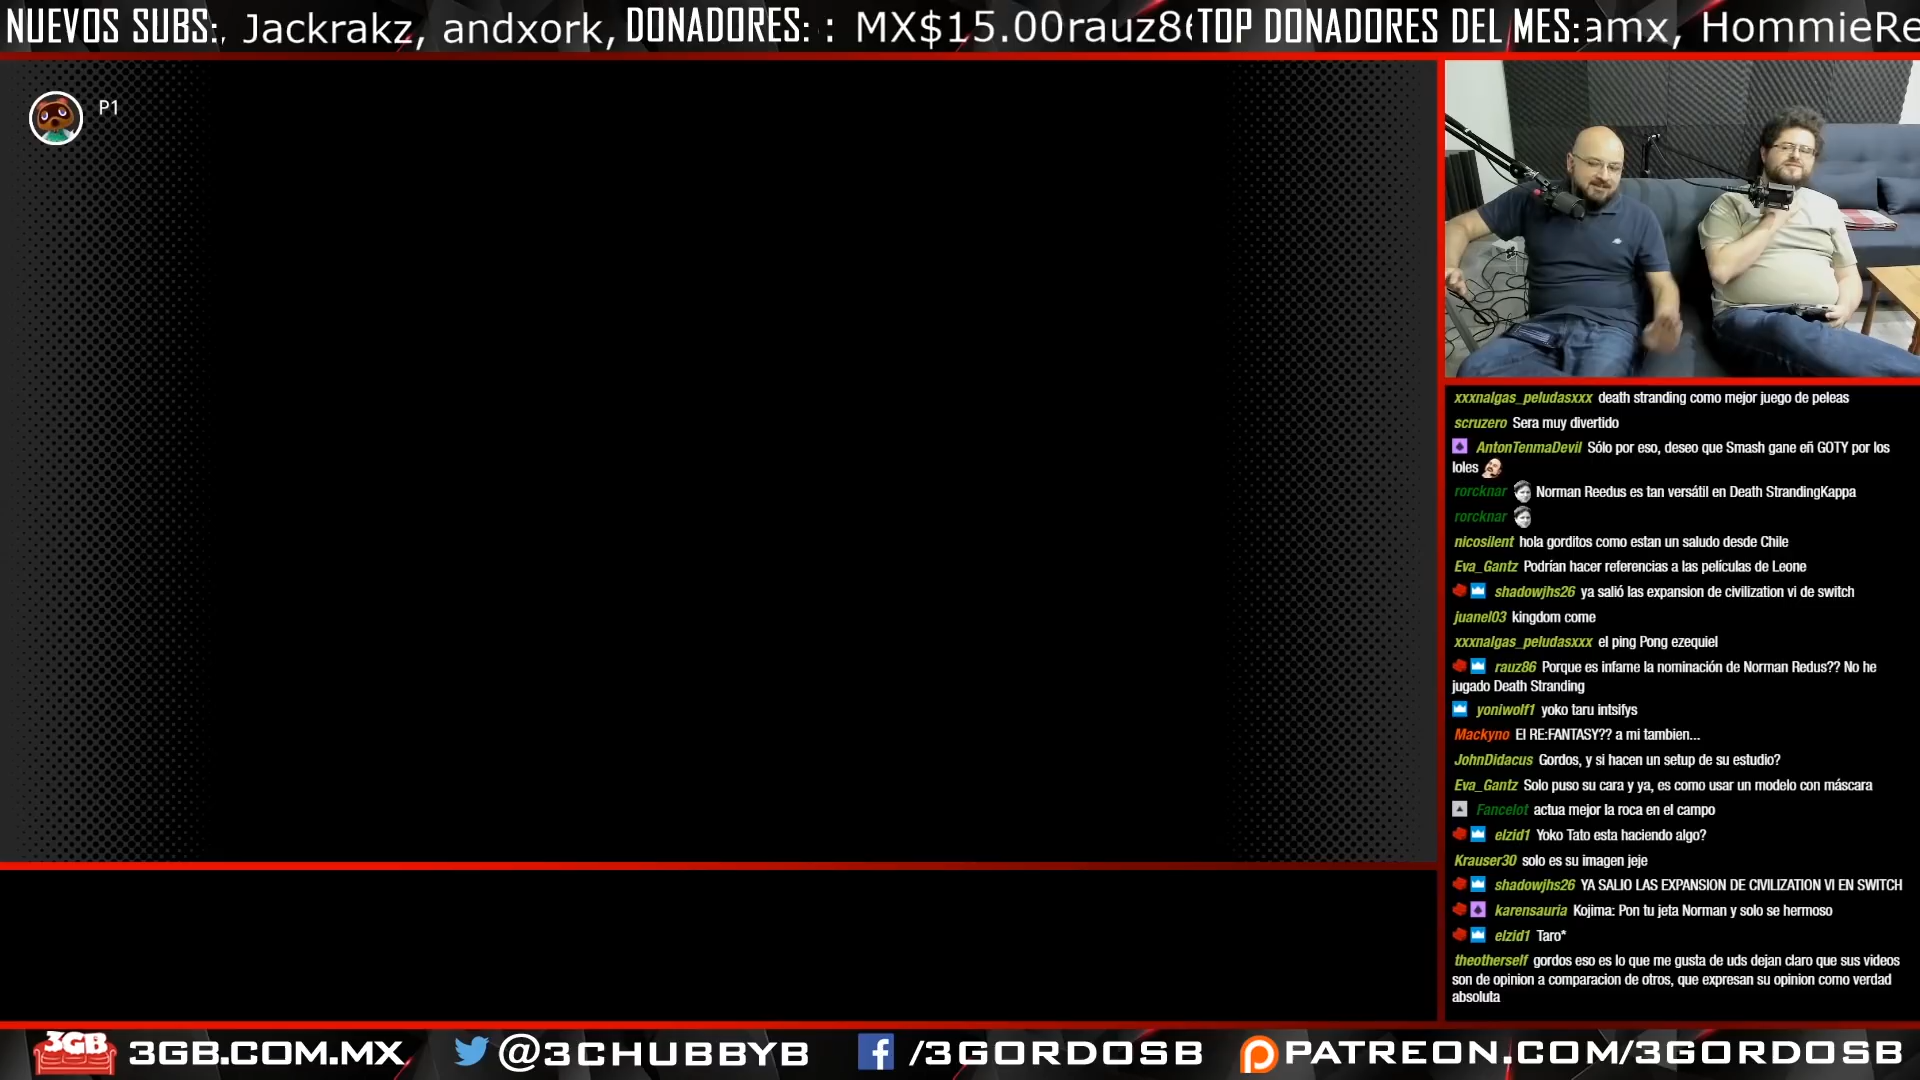 NUEVOS SUBS:, Jackrakz, andxork, DONADORES: : MX$15.00rauz86 TOP DONADORES DEL MES: amx, HommieRe
P1
xxxnalgas_peludasxxx death stranding como mejor juego de peleas
scruzero Sera muy divertido
AntonTenmaDevil Sólo por eso, deseo que Smash gane eñ GOTY por los
loles
rorcknar Norman Reedus es tan versátil en Death StrandingKappa
rorcknar
nicosilent hola gorditos como estan un saludo desde Chile
Eva_Gantz Podrían hacer referencias a las películas de Leone
shadowjhs26 ya salió las expansion de civilization vi de switch
juanel03 kingdom come
xxxnalgas_peludasxxx el ping Pong ezequiel
rauz86 Porque es infame la nominación de Norman Redus?? No he
jugado Death Stranding
yoniwolf1 yoko taru intsifys
Mackyno El RE:FANTASY?? a mi tambien...
JohnDidacus Gordos, y si hacen un setup de su estudio?
Eva_Gantz Solo puso su cara y ya, es como usar un modelo con máscara
Fancelot actua mejor la roca en el campo
elzid1 Yoko Tato esta haciendo algo?
Krauser30 solo es su imagen jeje
shadowjhs26 YA SALIO LAS EXPANSION DE CIVILIZATION VI EN SWITCH
karensauria Kojima: Pon tu jeta Norman y solo se hermoso
elzid1 Taro*
theotherself gordos eso es lo que me gusta de uds dejan claro que sus videos
son de opinion a comparacion de otros, que expresan su opinion como verdad
absoluta
3GB 3GB.COM.MX @3CHUBBYB /3GORDOSB PATREON.COM/3GORDOSB